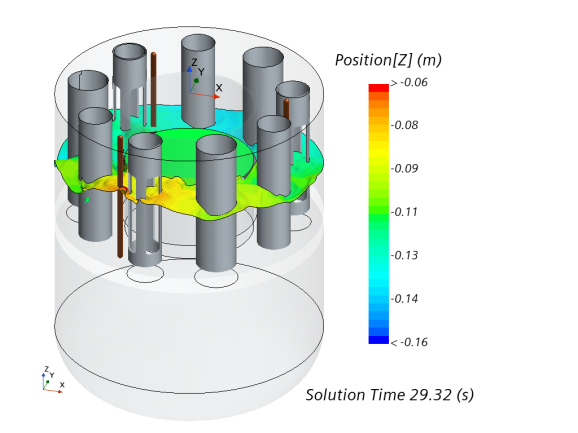 Position[Z] (m)
> -0.06
-0.08
-0.09
-0.11
-0.13
-0.14
< -0.16
Z
Y
X
Z
Y
X
Solution Time 29.32 (s)